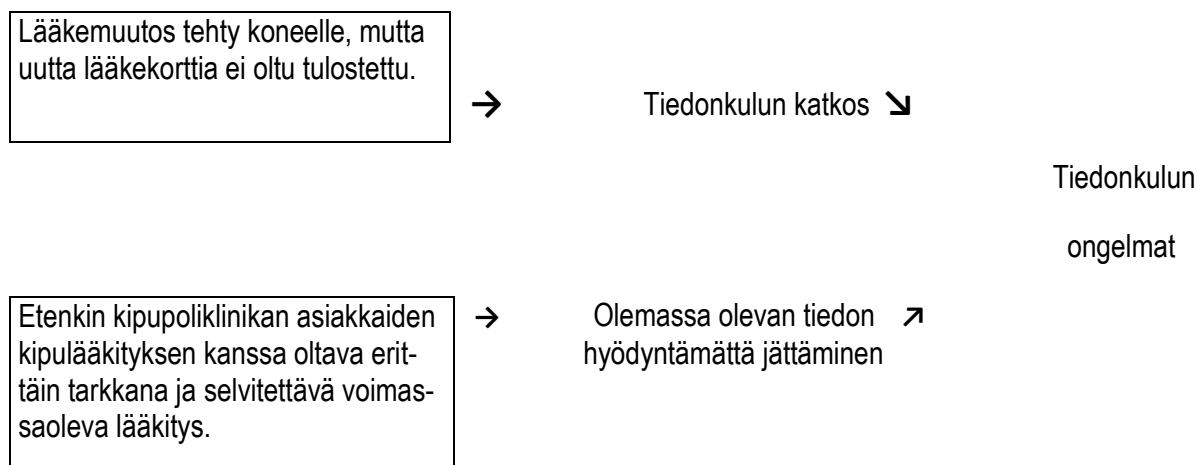 Lääkemuutos tehty koneelle, mutta
uutta lääkekorttia ei oltu tulostettu.
→ Tiedonkulun katkos ↘
Tiedonkulun
ongelmat
Etenkin kipupoliklinikan asiakkaiden
kipulääkityksen kanssa oltava erit-
täin tarkkana ja selvitettävä voimas-
saoleva lääkitys.
→ Olemassa olevan tiedon ↗
hyödyntämättä jättäminen